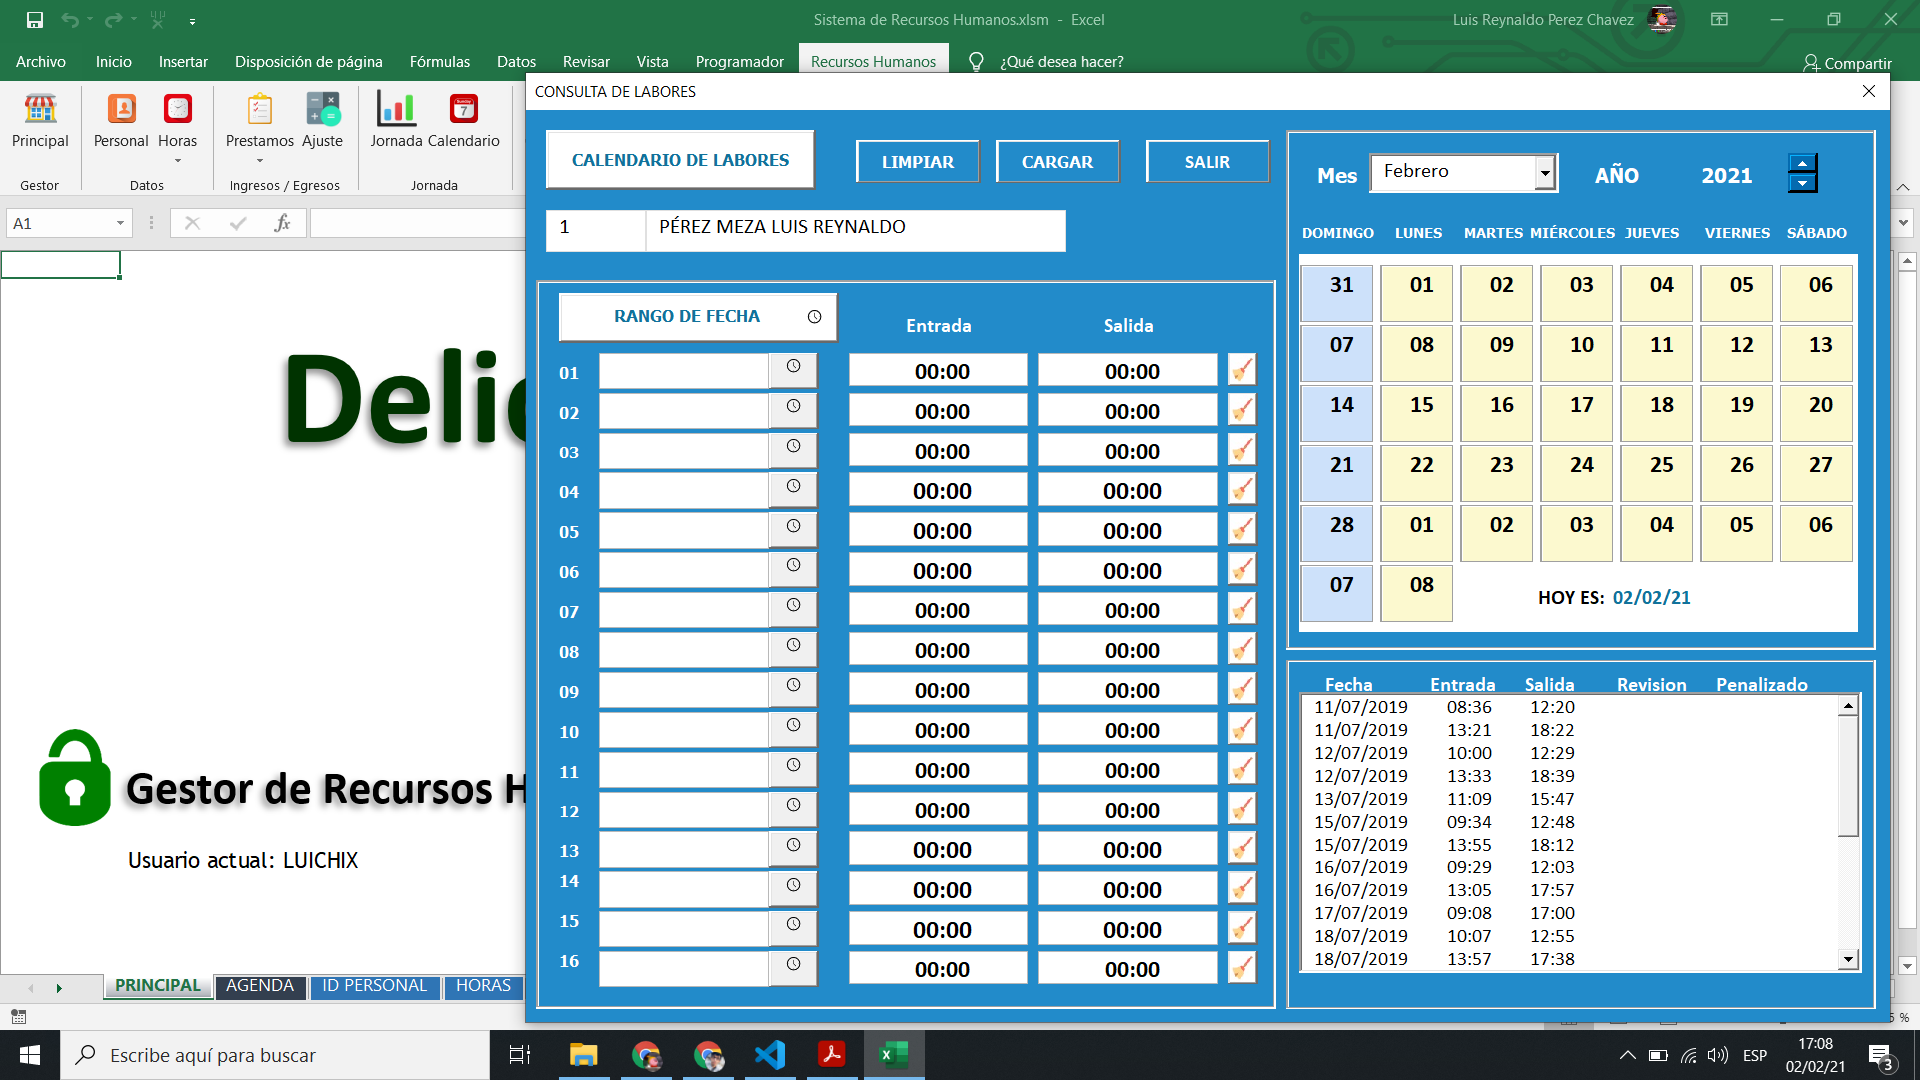 Sistema de Recursos Humanos.xlsm - Excel
Luis Reynaldo Perez Chavez
Archivo Inicio Insertar Disposición de página Fórmulas Datos Revisar Vista Programador Recursos Humanos ¿Qué desea hacer? Compartir
Principal Personal Horas Prestamos Ajuste Jornada Calendario
Gestor Datos Ingresos / Egresos Jornada
A1 fx
Delic
Gestor de Recursos H
Usuario actual: LUICHIX
PRINCIPAL AGENDA ID PERSONAL HORAS
CONSULTA DE LABORES
CALENDARIO DE LABORES LIMPIAR CARGAR SALIR
1 PÉREZ MEZA LUIS REYNALDO
RANGO DE FECHA Entrada Salida
01 00:00 00:00
02 00:00 00:00
03 00:00 00:00
04 00:00 00:00
05 00:00 00:00
06 00:00 00:00
07 00:00 00:00
08 00:00 00:00
09 00:00 00:00
10 00:00 00:00
11 00:00 00:00
12 00:00 00:00
13 00:00 00:00
14 00:00 00:00
15 00:00 00:00
16 00:00 00:00
Mes Febrero AÑO 2021
DOMINGO LUNES MARTES MIÉRCOLES JUEVES VIERNES SÁBADO
31 01 02 03 04 05 06
07 08 09 10 11 12 13
14 15 16 17 18 19 20
21 22 23 24 25 26 27
28 01 02 03 04 05 06
07 08
HOY ES: 02/02/21
Fecha Entrada Salida Revision Penalizado
11/07/2019 08:36 12:20
11/07/2019 13:21 18:22
12/07/2019 10:00 12:29
12/07/2019 13:33 18:39
13/07/2019 11:09 15:47
15/07/2019 09:34 12:48
15/07/2019 13:55 18:12
16/07/2019 09:29 12:03
16/07/2019 13:05 17:57
17/07/2019 09:08 17:00
18/07/2019 10:07 12:55
18/07/2019 13:57 17:38
Escribe aquí para buscar
ESP
17:08
02/02/21
3